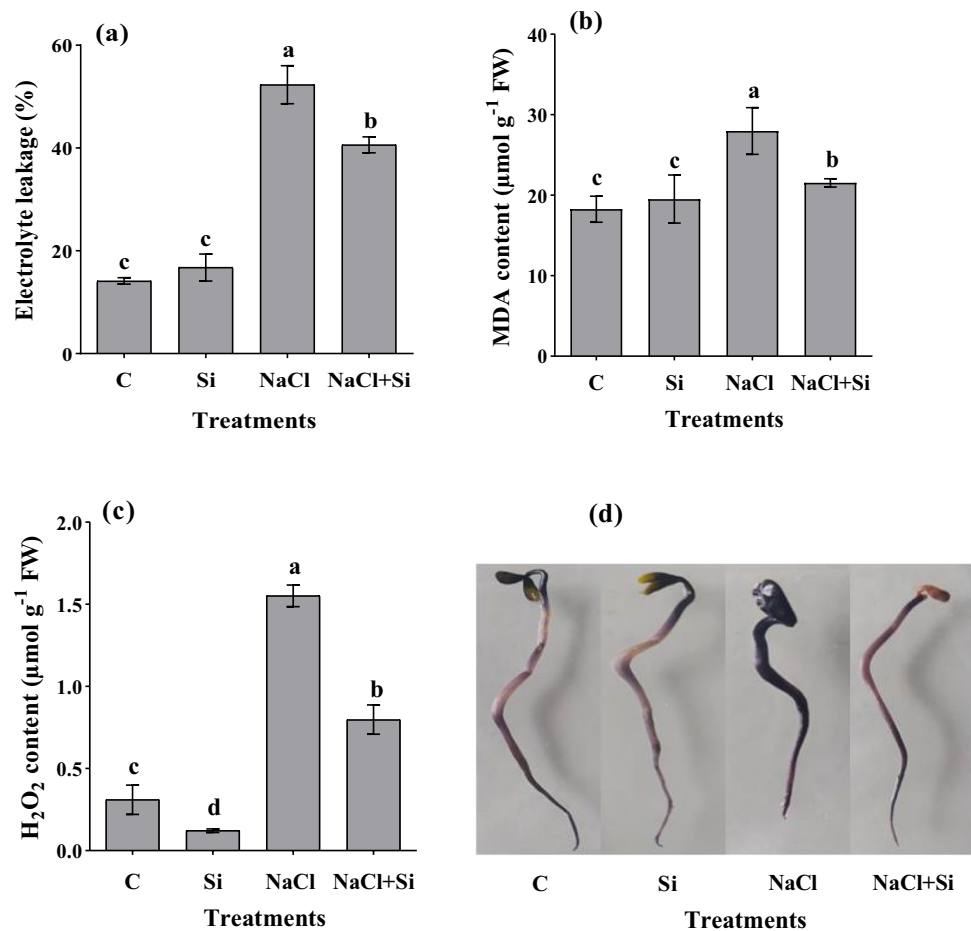 (a)
Electrolyte leakage (%)
60
40
20
0
a
b
c
c
C Si NaCl NaCl+Si
Treatments
(b)
MDA content (µmol g⁻¹ FW)
40
30
20
10
0
a
b
c
c
C Si NaCl NaCl+Si
Treatments
(c)
H₂O₂ content (µmol g⁻¹ FW)
2.0
1.5
1.0
0.5
0.0
a
b
c
d
C Si NaCl NaCl+Si
Treatments
(d)
C Si NaCl NaCl+Si
Treatments